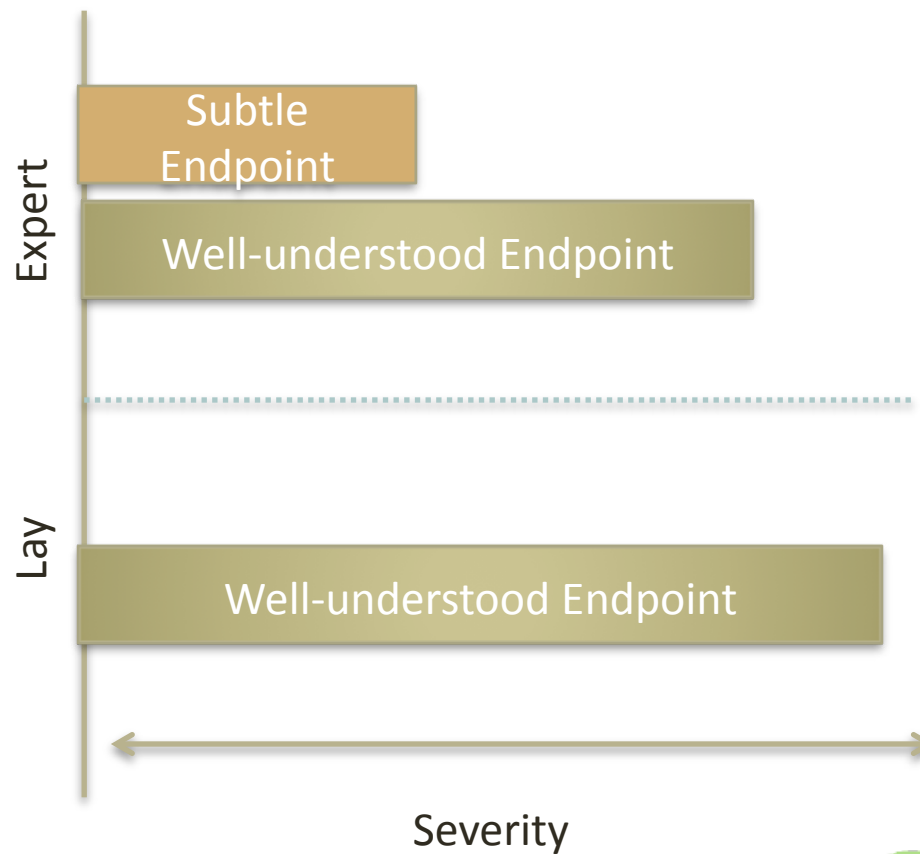 Expert
Subtle
Endpoint
Well-understood Endpoint
Lay
Well-understood Endpoint
Severity